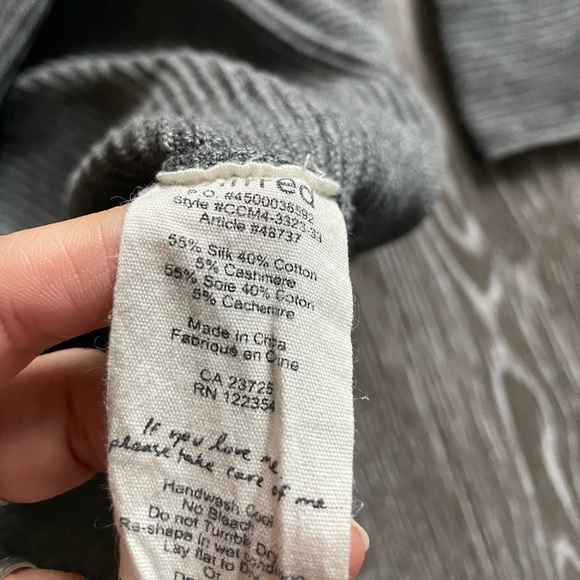 P.O. #4500036592
Style #CCM4-3323-31
Article #48737
55% Silk 40% Cotton
5% Cashmere
55% Soie 40% Coton
5% Cachemire
Made in China
Fabriqué en Chine
CA 23725
RN 122354
If you love me
please take care of me
Handwash Cool
No Bleach
Do not Tumble Dry
Re-shape in wet condition
Lay flat to Dry
Or